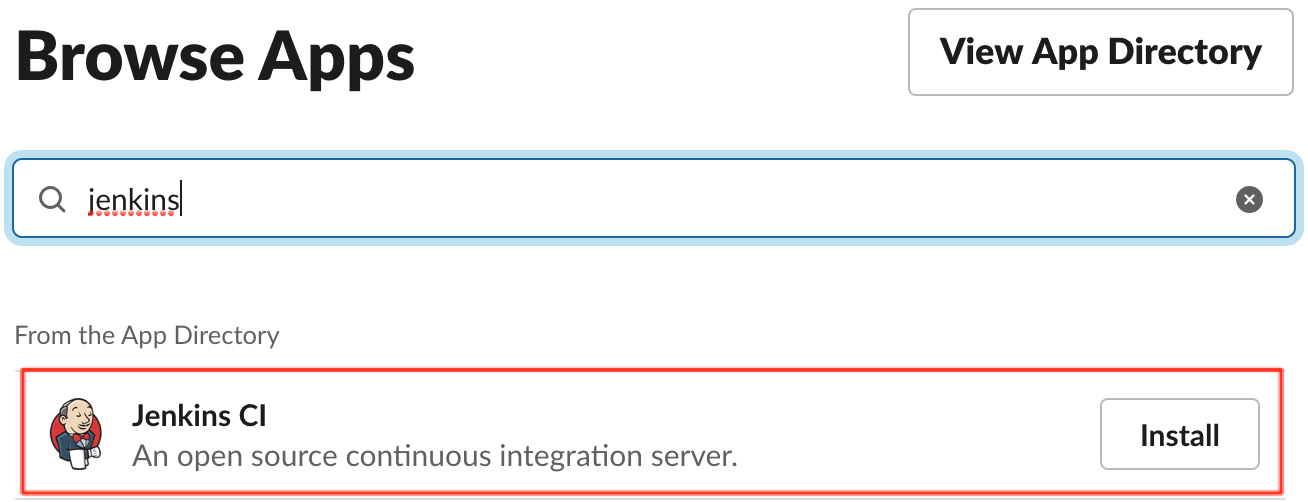 Browse Apps
View App Directory
jenkins
From the App Directory
Jenkins CI
An open source continuous integration server.
Install